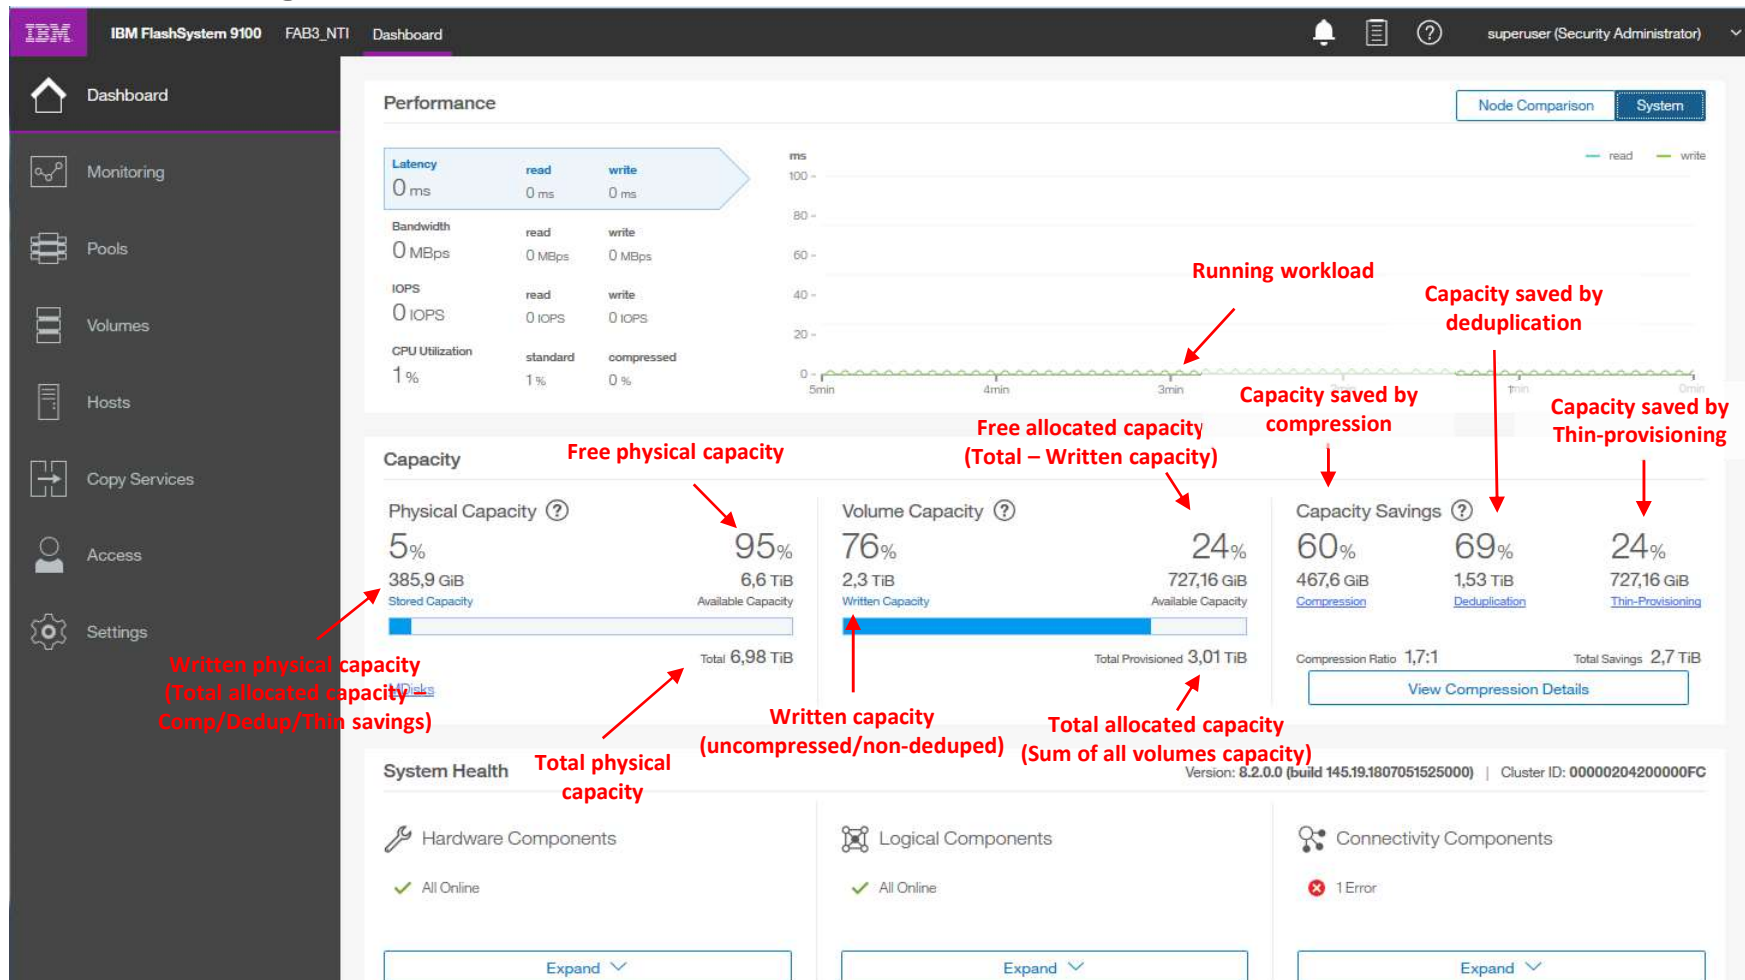 IBM IBM FlashSystem 9100 FAB3_NTI Dashboard superuser (Security Administrator)
Dashboard
Monitoring
Pools
Volumes
Hosts
Copy Services
Access
Settings
Performance
Node Comparison System
Latency read write
0 ms 0 ms 0 ms
Bandwidth read write
0 MBps 0 MBps 0 MBps
IOPS read write
0 IOPS 0 IOPS 0 IOPS
CPU Utilization standard compressed
1% 1% 0%
ms
read write
100
80
60
40
20
0
5min 4min 3min 1min 0min
Running workload
Capacity saved by
deduplication
Capacity saved by
compression
Capacity saved by
Thin-provisioning
Free physical capacity
Free allocated capacity
(Total – Written capacity)
Capacity
Physical Capacity ?
5% 95%
385,9 GiB 6,6 TiB
Stored Capacity Available Capacity
Total 6,98 TiB
MDisks
Volume Capacity ?
76% 24%
2,3 TiB 727,16 GiB
Written Capacity Available Capacity
Total Provisioned 3,01 TiB
Capacity Savings ?
60% 69% 24%
467,6 GiB 1,53 TiB 727,16 GiB
Compression Deduplication Thin-Provisioning
Compression Ratio 1,7:1 Total Savings 2,7 TiB
View Compression Details
Written physical capacity
(Total allocated capacity –
Comp/Dedup/Thin savings)
Total physical
capacity
Written capacity
(uncompressed/non-deduped)
Total allocated capacity
(Sum of all volumes capacity)
System Health
Version: 8.2.0.0 (build 145.19.1807051525000) | Cluster ID: 00000204200000FC
Hardware Components
All Online
Expand
Logical Components
All Online
Expand
Connectivity Components
1 Error
Expand